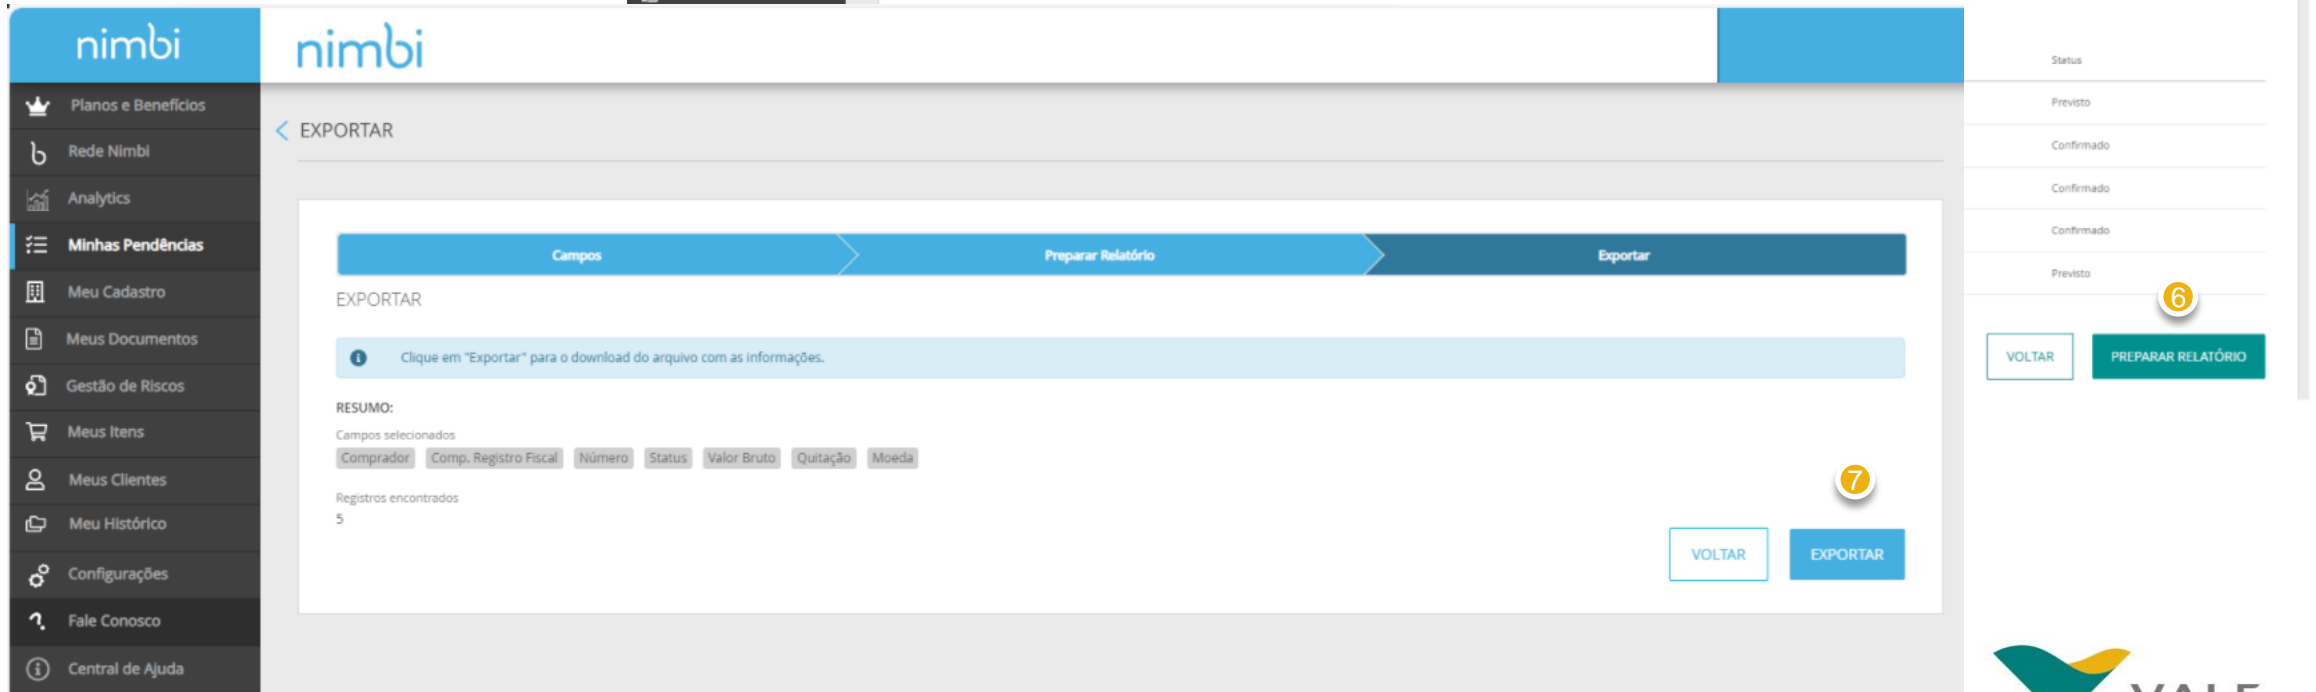 nimbi
nimbi
Planos e Benefícios
Rede Nimbi
Analytics
Minhas Pendências
Meu Cadastro
Meus Documentos
Gestão de Riscos
Meus Itens
Meus Clientes
Meu Histórico
Configurações
Fale Conosco
Central de Ajuda
EXPORTAR
Campos
Preparar Relatório
Exportar
EXPORTAR
Clique em "Exportar" para o download do arquivo com as informações.
RESUMO:
Campos selecionados
Comprador Comp. Registro Fiscal Número Status Valor Bruto Quitação Moeda
Registros encontrados
5
7
VOLTAR EXPORTAR
Status
Previsto
Confirmado
Confirmado
Confirmado
Previsto
6
VOLTAR PREPARAR RELATÓRIO
VALE